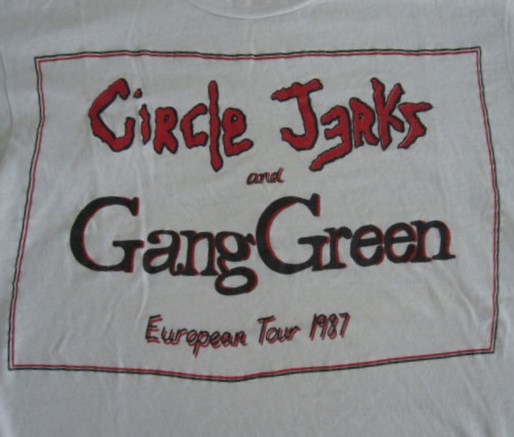 Circle Jerks
and
Gang Green
European Tour 1987